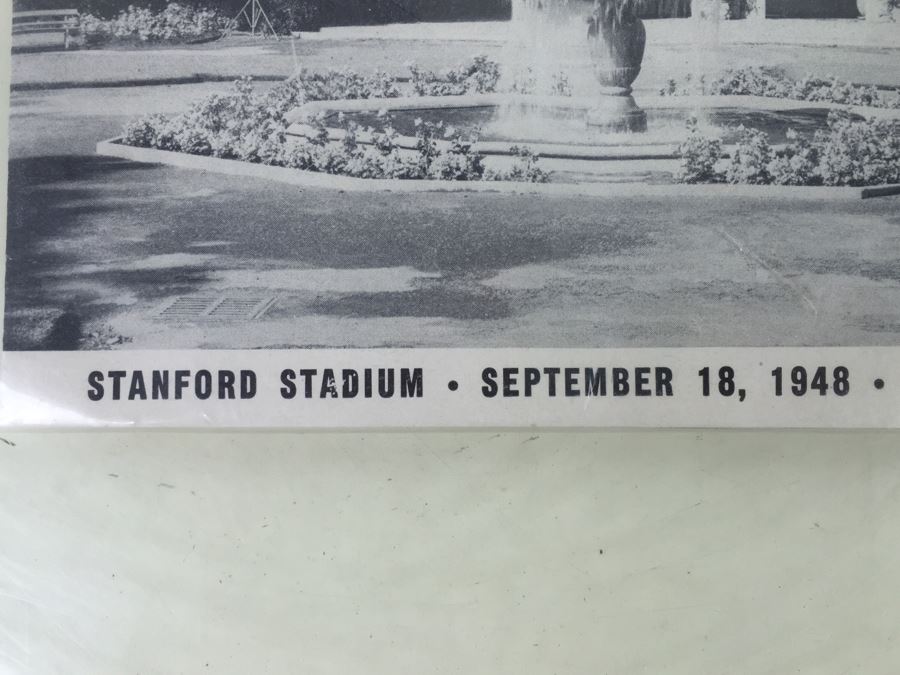 STANFORD STADIUM • SEPTEMBER 18, 1948 •